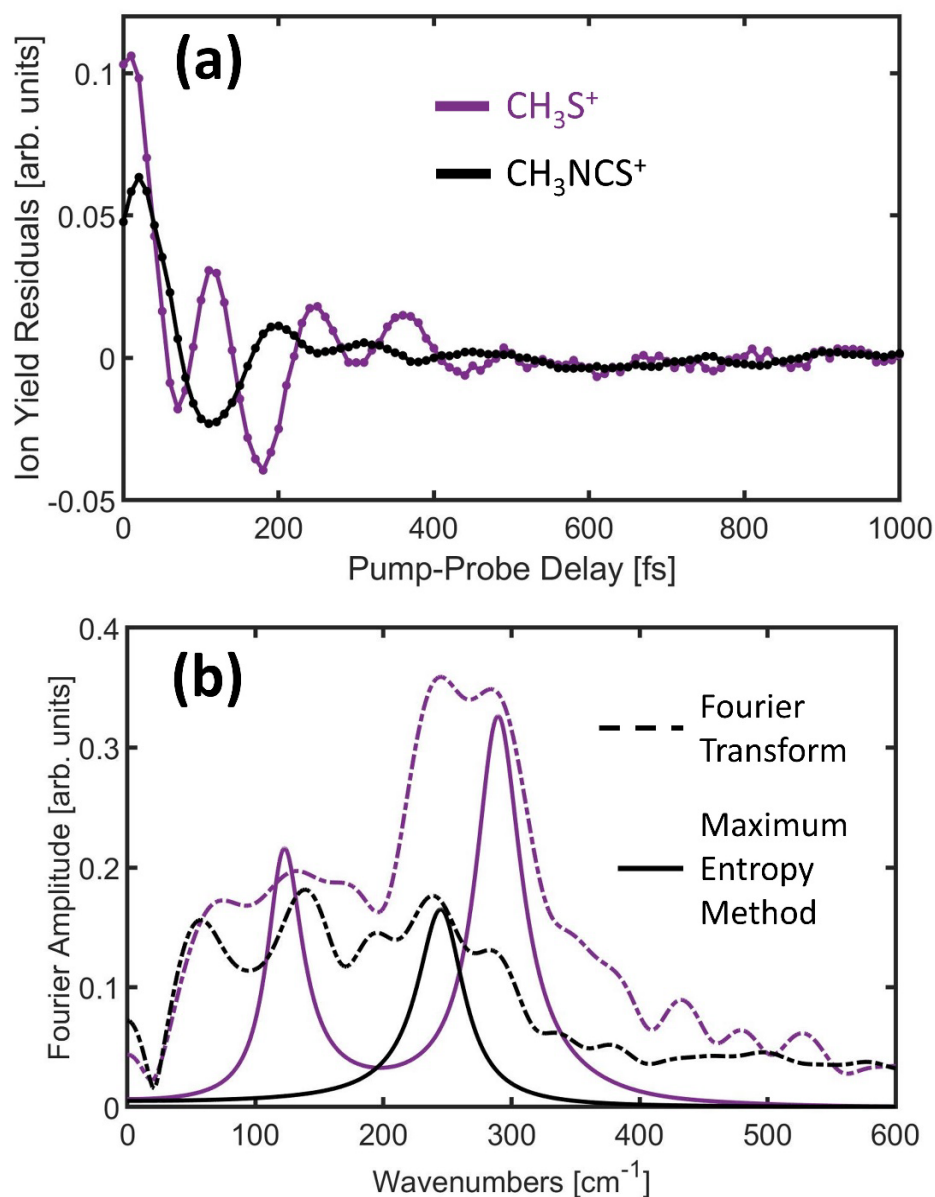 (a)
CH₃S⁺
CH₃NCS⁺
Ion Yield Residuals [arb. units]
0.1
0.05
0
-0.05
0 200 400 600 800 1000
Pump-Probe Delay [fs]
(b)
Fourier
Transform
Maximum
Entropy
Method
Fourier Amplitude [arb. units]
0.4
0.3
0.2
0.1
0
0 100 200 300 400 500 600
Wavenumbers [cm⁻¹]